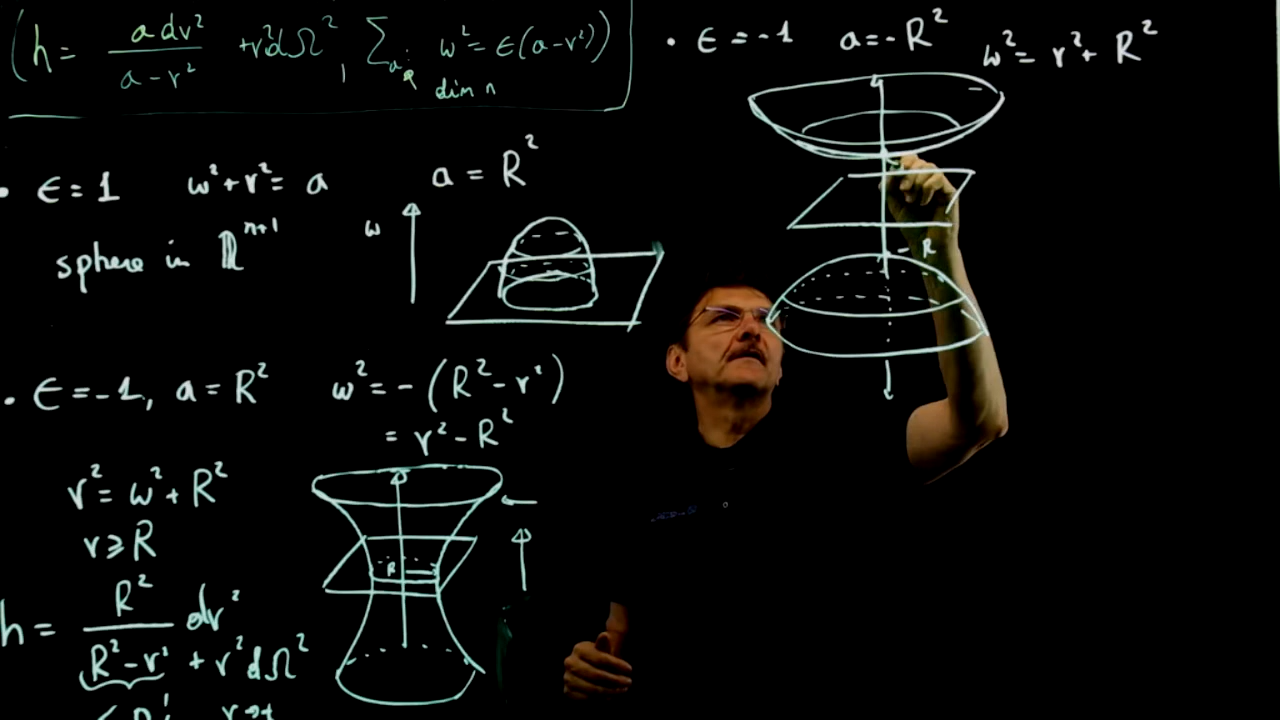 (h = a dr² / a - r² + r²dΩ², Σₐ: w² = ϵ(a-r²))
dim n
• ϵ = 1 w² + r² = a a = R²
sphere in ℝⁿ⁺¹
w
• ϵ = -1, a = R² w² = - (R² - r²)
= r² - R²
r² = w² + R²
r ⩾ R
R
h = R² / R² - r² dr² + r²dΩ²
• ϵ = -1 a = - R² w² = r² + R²
R